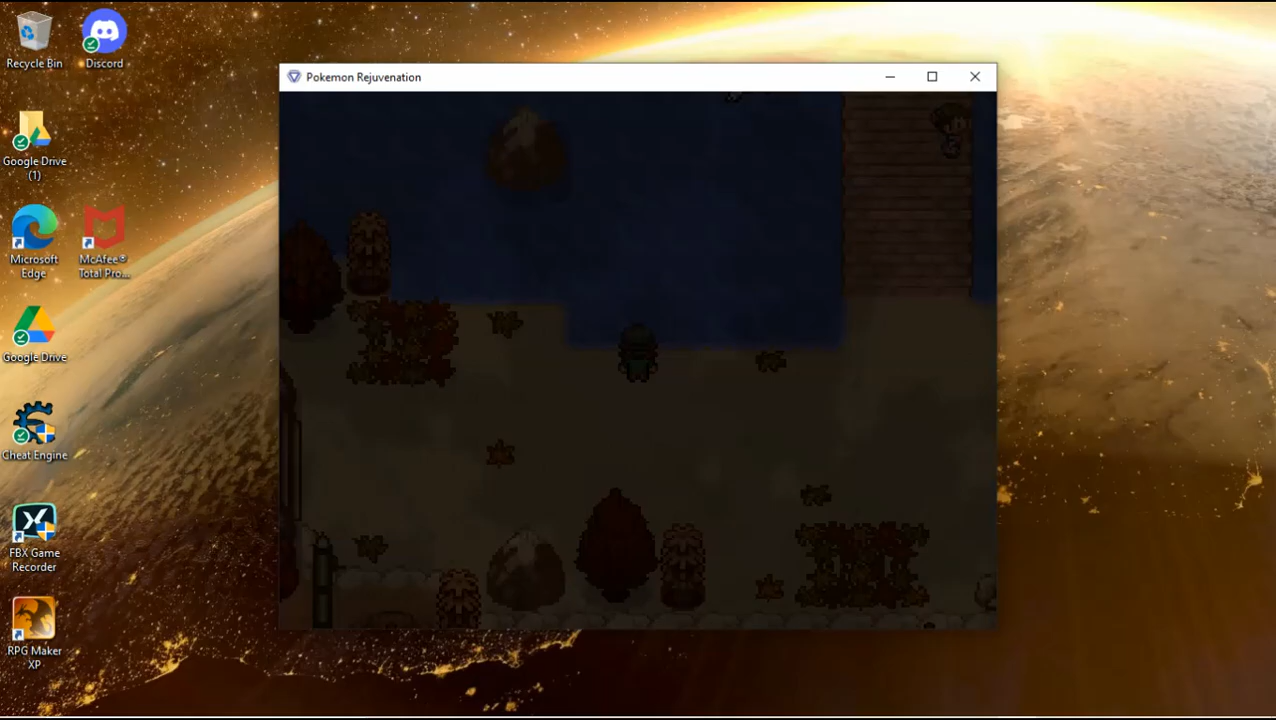 Recycle Bin
Discord
Pokemon Rejuvenation
Google Drive
(1)
Microsoft
Edge
McAfee®
Total Pro...
Google Drive
Cheat Engine
FBX Game
Recorder
RPG Maker
XP